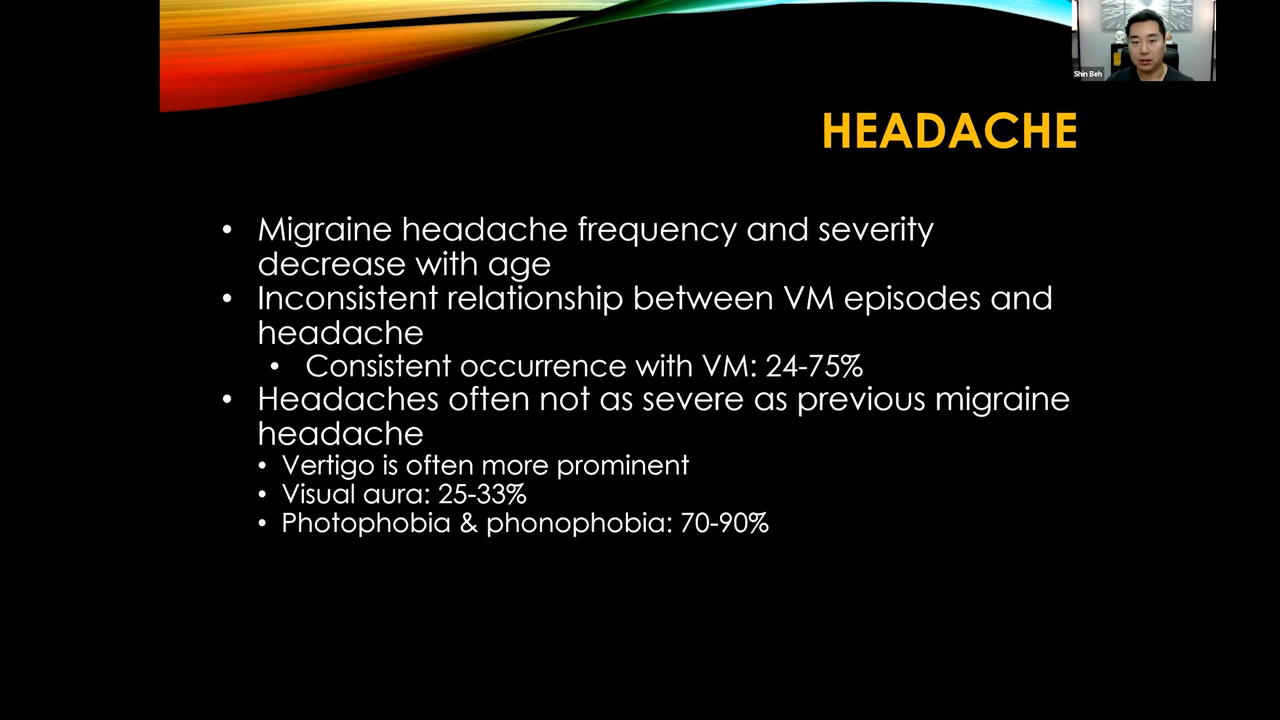 Shin Beh
HEADACHE
• Migraine headache frequency and severity
decrease with age
• Inconsistent relationship between VM episodes and
headache
• Consistent occurrence with VM: 24-75%
• Headaches often not as severe as previous migraine
headache
• Vertigo is often more prominent
• Visual aura: 25-33%
• Photophobia & phonophobia: 70-90%